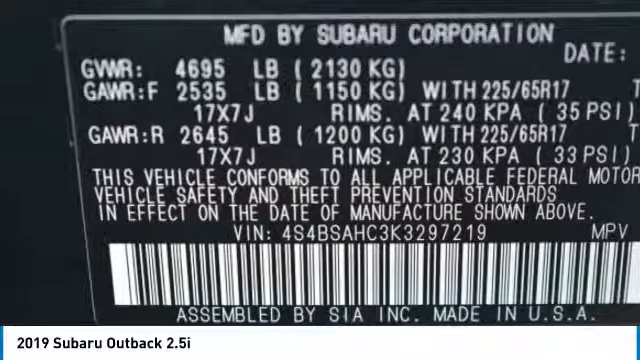 MFD BY SUBARU CORPORATION
DATE:
GVWR: 4695 LB ( 2130 KG)
GAWR:F 2535 LB ( 1150 KG) WITH 225/65R17 T
17X7J RIMS. AT 240 KPA ( 35 PSI)
GAWR:R 2645 LB ( 1200 KG) WITH 225/65R17 T
17X7J RIMS. AT 230 KPA ( 33 PSI)
THIS VEHICLE CONFORMS TO ALL APPLICABLE FEDERAL MOTOR
VEHICLE SAFETY AND THEFT PREVENTION STANDARDS
IN EFFECT ON THE DATE OF MANUFACTURE SHOWN ABOVE.
VIN: 4S4BSAHC3K3297219 MPV
ASSEMBLED BY SIA INC. MADE IN U.S.A.
2019 Subaru Outback 2.5i